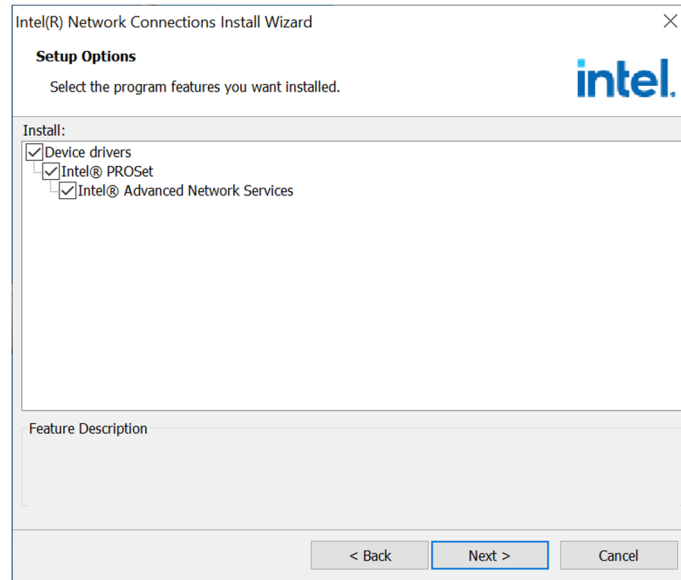 Intel(R) Network Connections Install Wizard
Setup Options
Select the program features you want installed.
intel.
Install:
Device drivers
Intel® PROSet
Intel® Advanced Network Services
Feature Description
< Back
Next >
Cancel